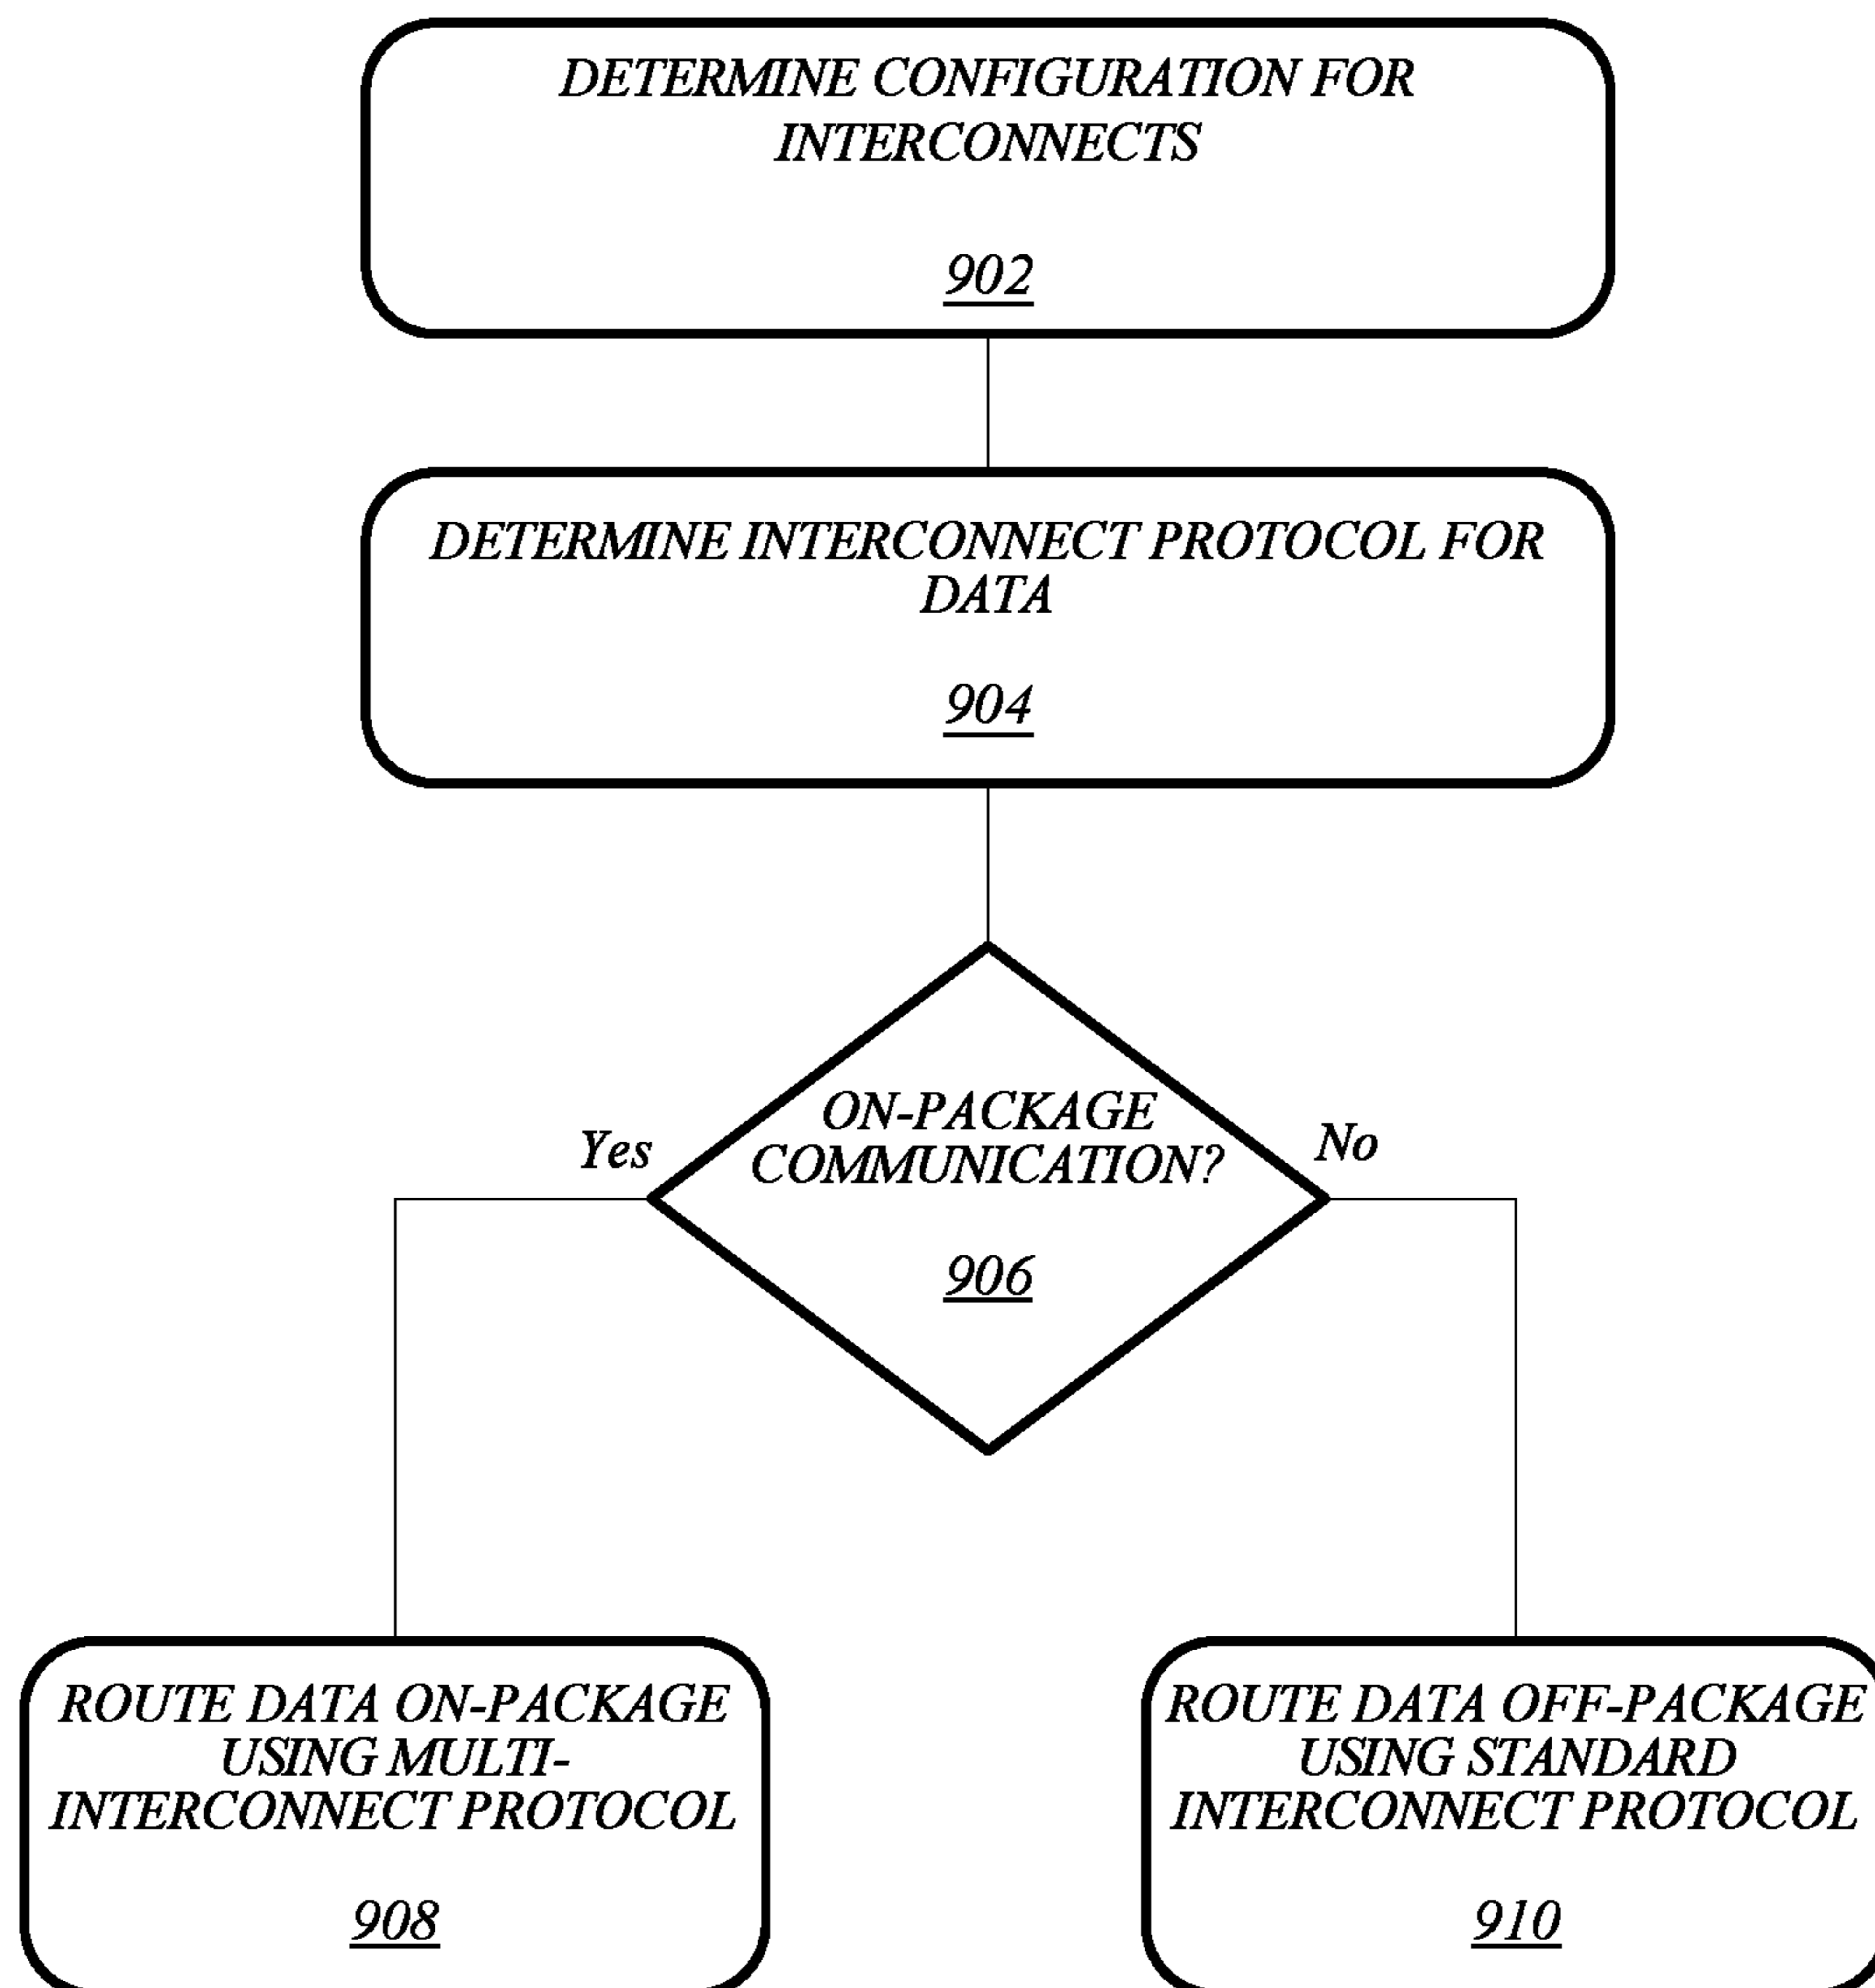 DETERMINE CONFIGURATION FOR
INTERCONNECTS
902
DETERMINE INTERCONNECT PROTOCOL FOR
DATA
904
ON-PACKAGE
COMMUNICATION?
906
Yes
No
ROUTE DATA ON-PACKAGE
USING MULTI-
INTERCONNECT PROTOCOL
908
ROUTE DATA OFF-PACKAGE
USING STANDARD
INTERCONNECT PROTOCOL
910